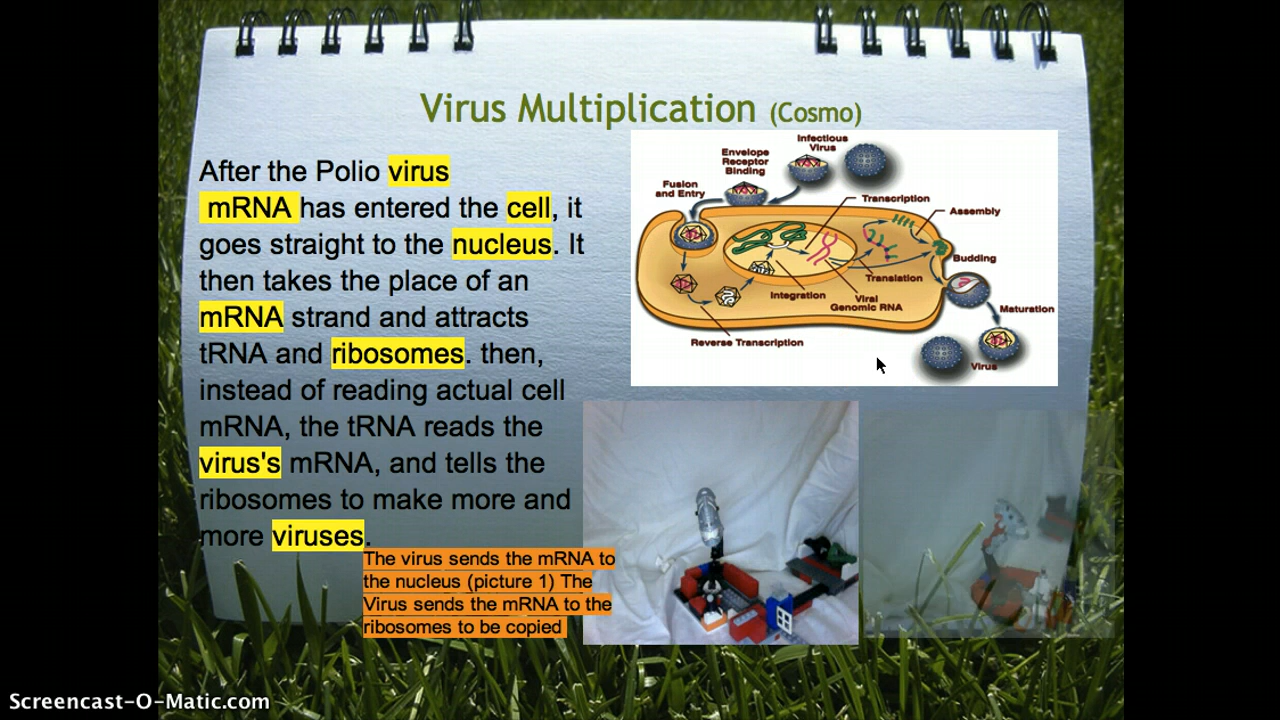 Virus Multiplication (Cosmo)
After the Polio virus
mRNA has entered the cell, it
goes straight to the nucleus. It
then takes the place of an
mRNA strand and attracts
tRNA and ribosomes. then,
instead of reading actual cell
mRNA, the tRNA reads the
virus's mRNA, and tells the
ribosomes to make more and
more viruses.
The virus sends the mRNA to
the nucleus (picture 1) The
Virus sends the mRNA to the
ribosomes to be copied
Infectious
Virus
Envelope
Receptor
Binding
Fusion
and Entry
Transcription
Assembly
Budding
Translation
Integration
Viral
Genomic RNA
Maturation
Reverse Transcription
Virus
Screencast-O-Matic.com